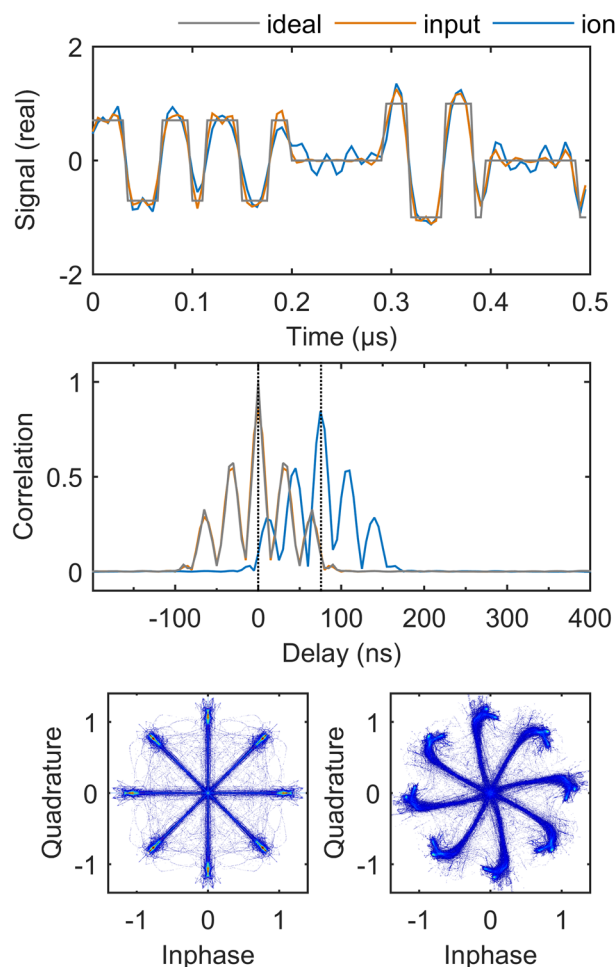 ideal input ion
Signal (real)
2
0
-2
0 0.1 0.2 0.3 0.4 0.5
Time (µs)
Correlation
1
0.5
0
-100 0 100 200 300 400
Delay (ns)
Quadrature
1
0
-1
-1 0 1
Inphase
Quadrature
1
0
-1
-1 0 1
Inphase